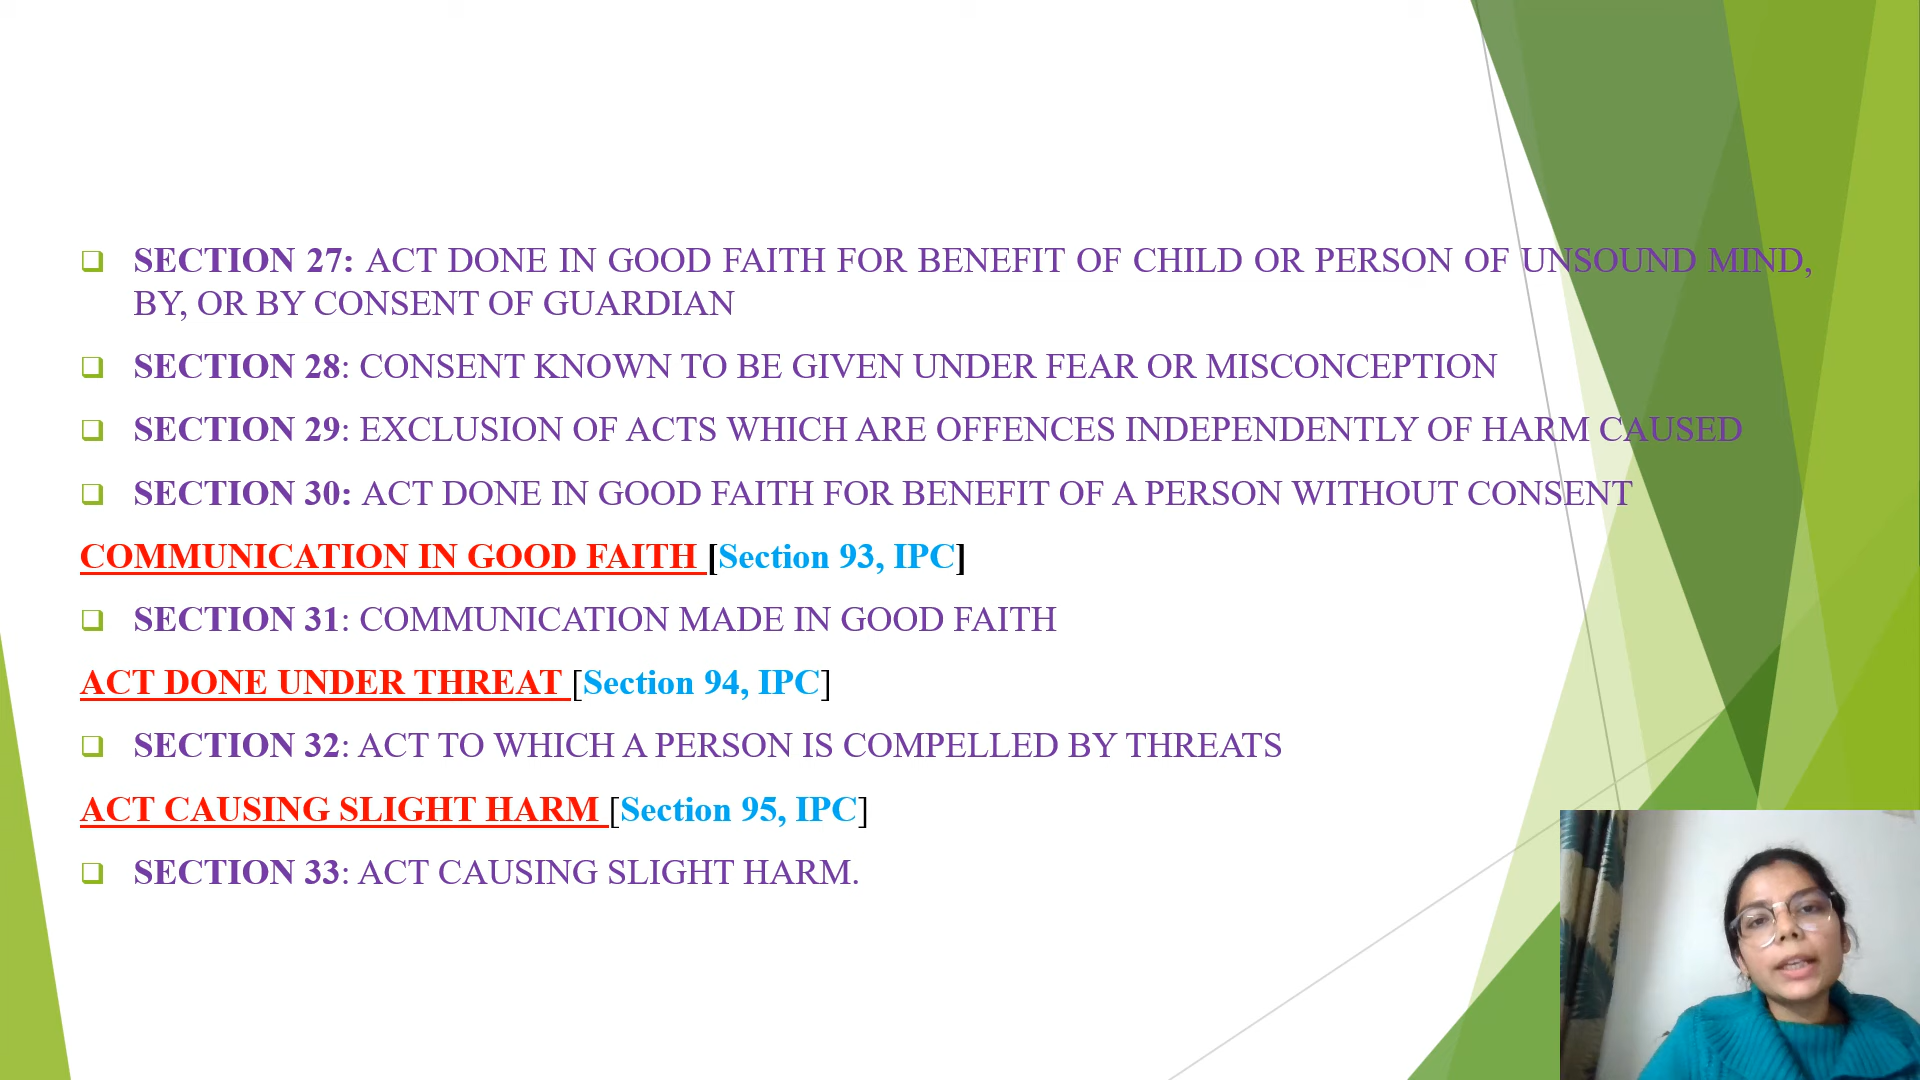 SECTION 27: ACT DONE IN GOOD FAITH FOR BENEFIT OF CHILD OR PERSON OF UNSOUND MIND,
BY, OR BY CONSENT OF GUARDIAN
SECTION 28: CONSENT KNOWN TO BE GIVEN UNDER FEAR OR MISCONCEPTION
SECTION 29: EXCLUSION OF ACTS WHICH ARE OFFENCES INDEPENDENTLY OF HARM CAUSED
SECTION 30: ACT DONE IN GOOD FAITH FOR BENEFIT OF A PERSON WITHOUT CONSENT
COMMUNICATION IN GOOD FAITH [Section 93, IPC]
SECTION 31: COMMUNICATION MADE IN GOOD FAITH
ACT DONE UNDER THREAT [Section 94, IPC]
SECTION 32: ACT TO WHICH A PERSON IS COMPELLED BY THREATS
ACT CAUSING SLIGHT HARM [Section 95, IPC]
SECTION 33: ACT CAUSING SLIGHT HARM.